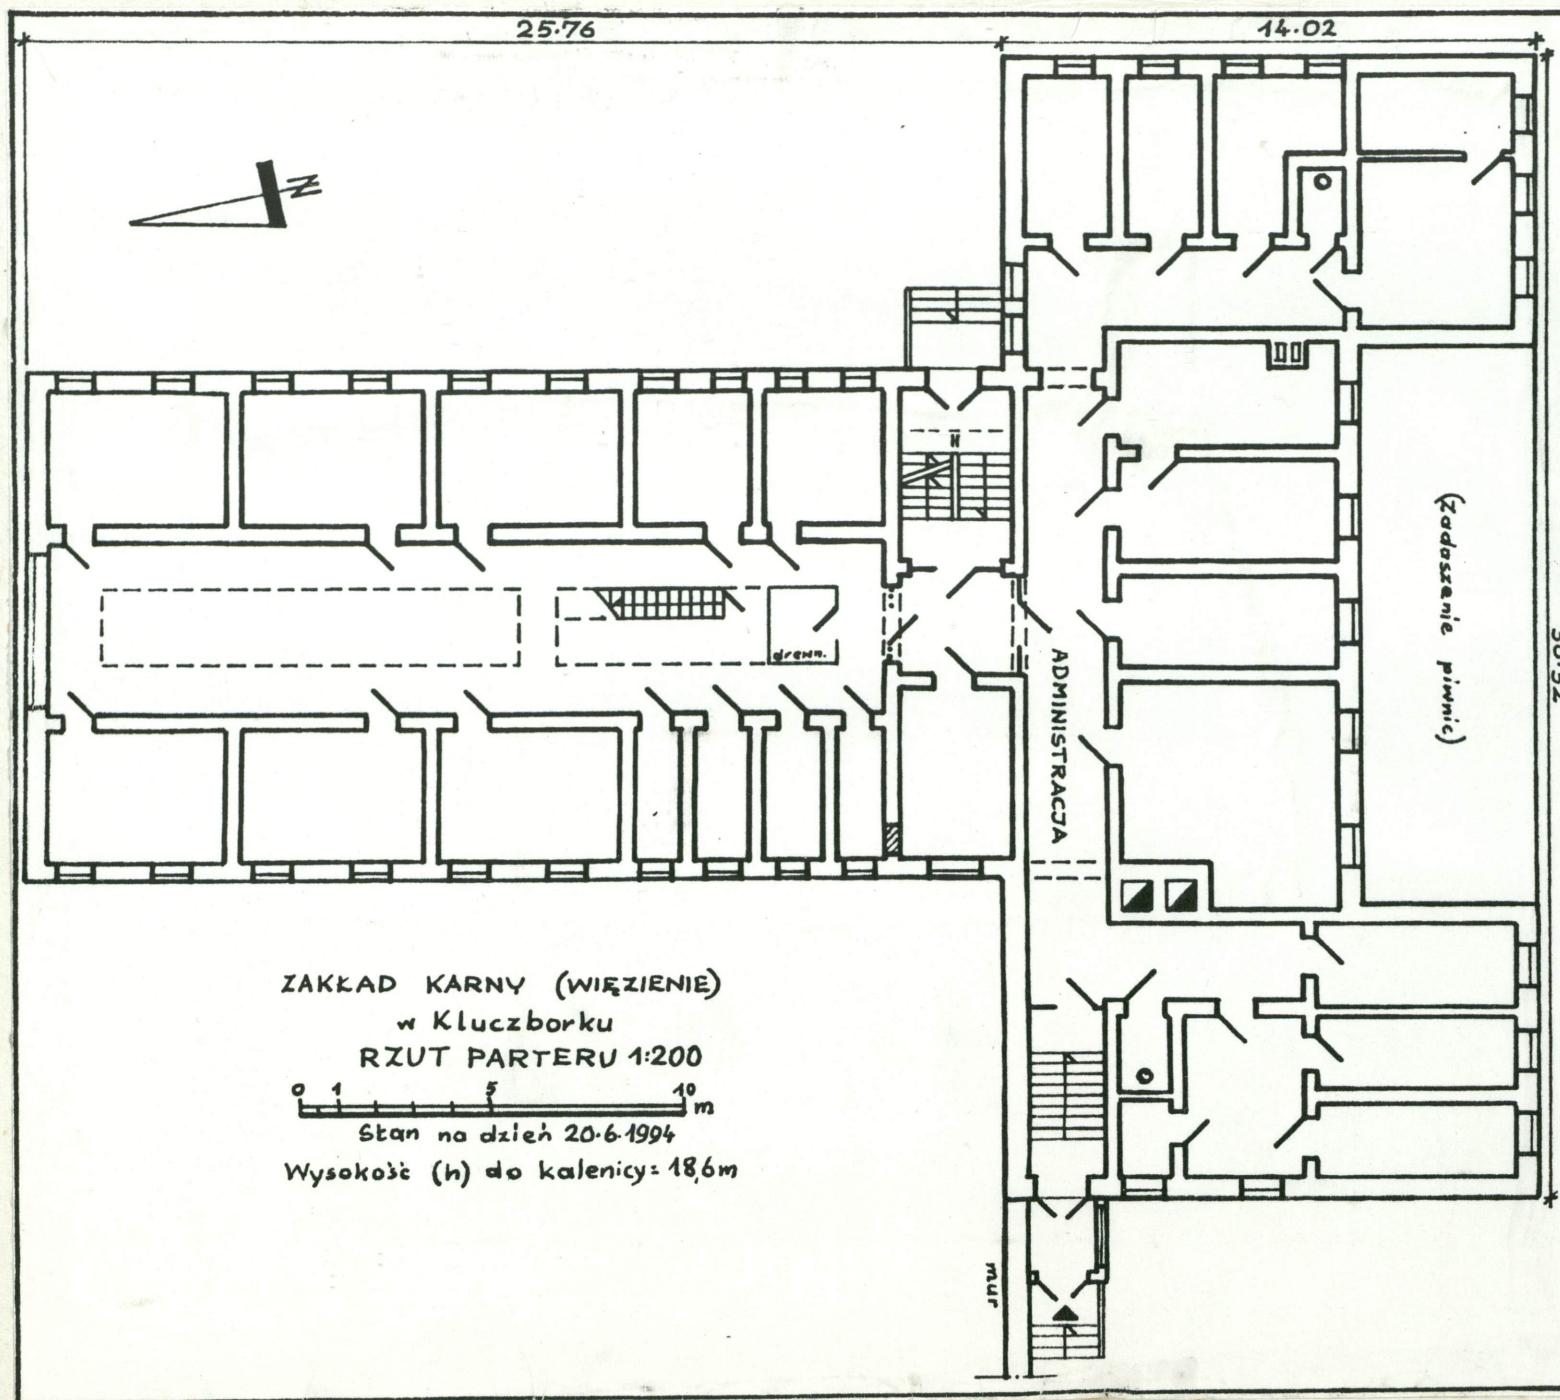 25·76
14·02
N
H
drewn.
ADMINISTRACJA
(Zadaszenie piwnic)
ZAKŁAD KARNY (WIĘZIENIE)
w Kluczborku
RZUT PARTERU 1:200
0 1 5 10 m
Stan na dzień 20·6·1994
Wysokość (h) do kalenicy = 18,6m
mur